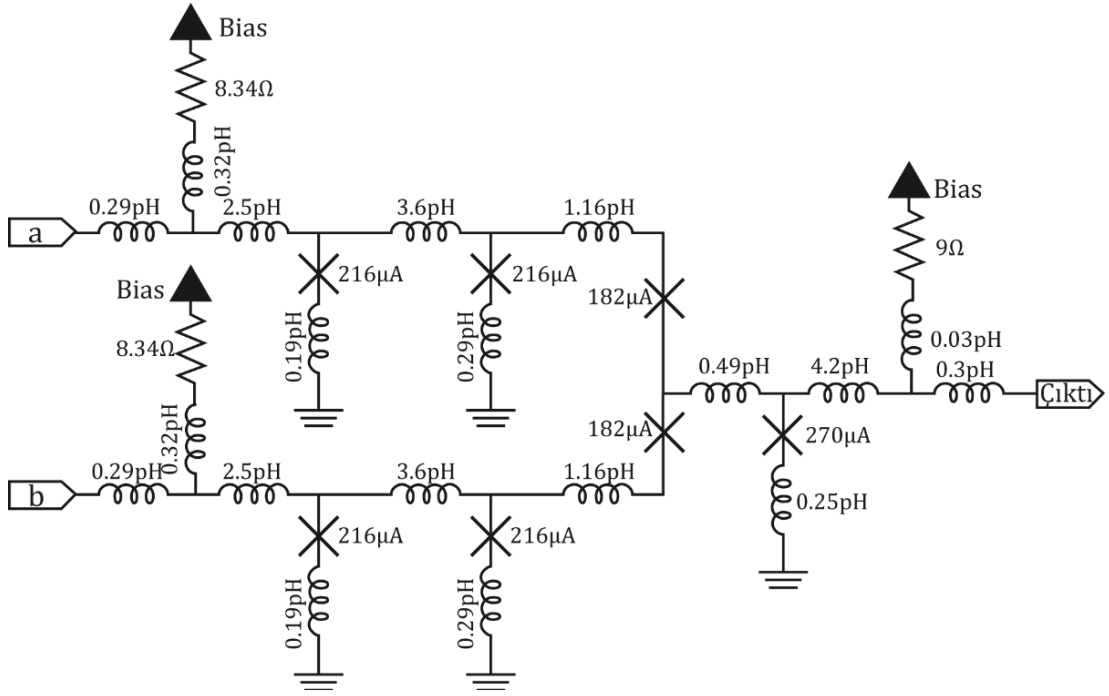 Bias
8.34Ω
0.32pH
0.29pH
2.5pH
3.6pH
1.16pH
a
216μA
216μA
0.19pH
0.29pH
182μA
Bias
9Ω
0.03pH
Bias
8.34Ω
0.32pH
0.49pH
4.2pH
0.3pH
Çıktı
182μA
270μA
0.25pH
0.29pH
2.5pH
3.6pH
1.16pH
b
216μA
216μA
0.19pH
0.29pH